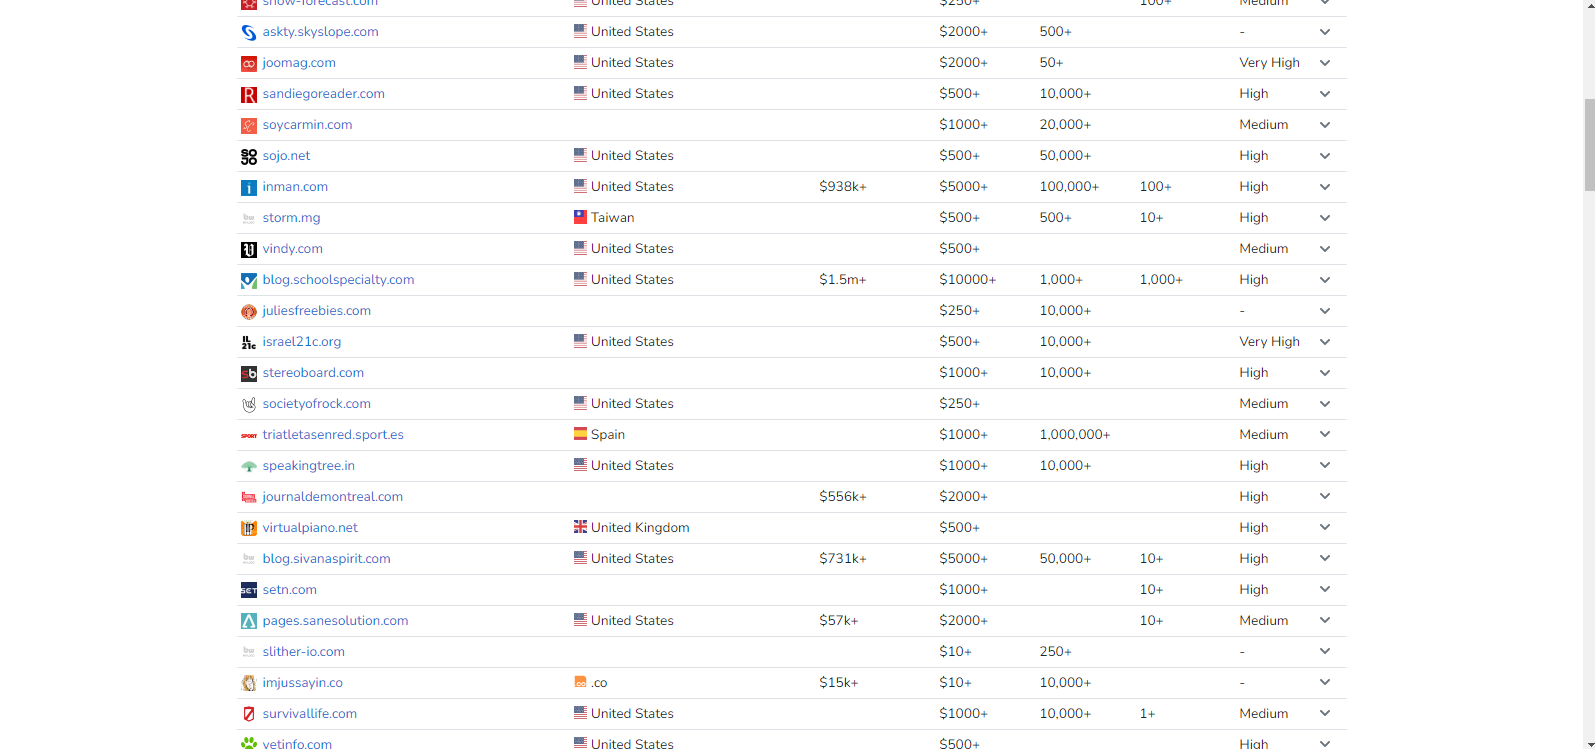 snow-forecast.com United States $250+ 100+ Medium
askty.skyslope.com United States $2000+ 500+ -
joomag.com United States $2000+ 50+ Very High
sandiegoreader.com United States $500+ 10,000+ High
soycarmin.com $1000+ 20,000+ Medium
sojo.net United States $500+ 50,000+ High
inman.com United States $938k+ $5000+ 100,000+ 100+ High
storm.mg Taiwan $500+ 500+ 10+ High
vindy.com United States $500+ Medium
blog.schoolspecialty.com United States $1.5m+ $10000+ 1,000+ 1,000+ High
juliesfreebies.com $250+ 10,000+ -
israel21c.org United States $500+ 10,000+ Very High
stereoboard.com $1000+ 10,000+ High
societyofrock.com United States $250+ Medium
triatletasenred.sport.es Spain $1000+ 1,000,000+ Medium
speakingtree.in United States $1000+ 10,000+ High
journaldemontreal.com $556k+ $2000+ High
virtualpiano.net United Kingdom $500+ High
blog.sivanaspirit.com United States $731k+ $5000+ 50,000+ 10+ High
setn.com $1000+ 10+ High
pages.sanesolution.com United States $57k+ $2000+ 10+ Medium
slither-io.com $10+ 250+ -
imjussayin.co .co $15k+ $10+ 10,000+ -
survivallife.com United States $1000+ 10,000+ 1+ Medium
vetinfo.com United States $500+ High